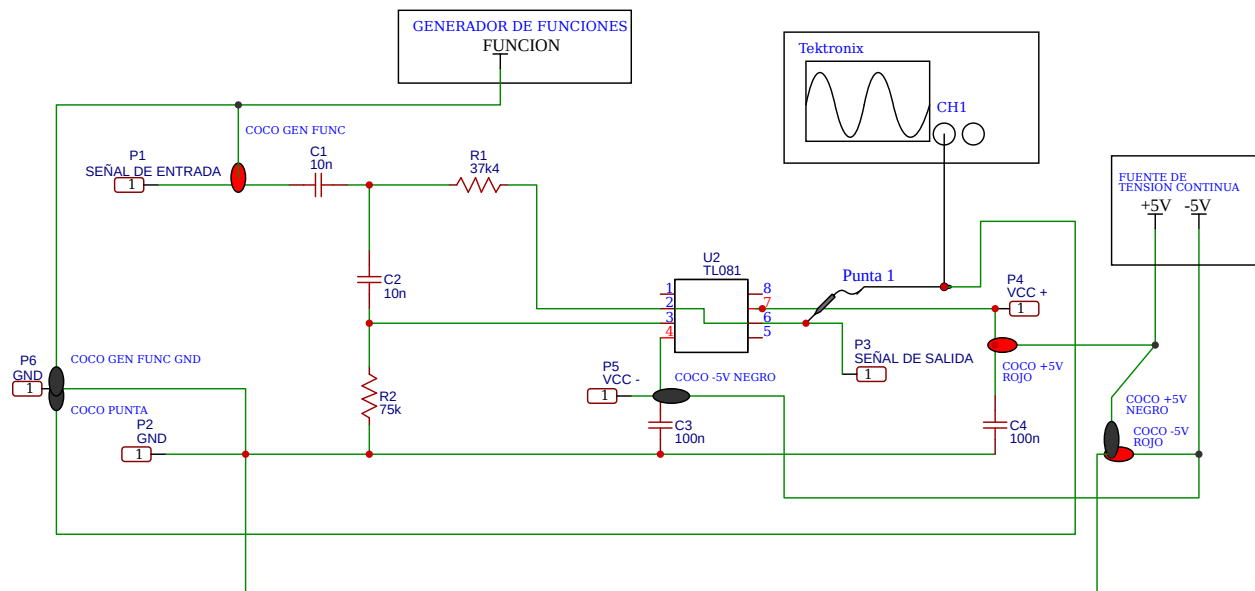 GENERADOR DE FUNCIONES
FUNCION
Tektronix
CH1
COCO GEN FUNC
P1
SEÑAL DE ENTRADA
1
C1
10n
R1
37k4
FUENTE DE
TENSION CONTINUA
+5V -5V
C2
10n
U2
TL081
1
2
3
4
8
7
6
5
Punta 1
P4
VCC +
1
P3
SEÑAL DE SALIDA
1
COCO +5V
ROJO
P6
GND
1
COCO GEN FUNC GND
COCO PUNTA
P2
GND
1
R2
75k
P5
VCC -
1
COCO -5V NEGRO
C3
100n
C4
100n
COCO +5V
NEGRO
COCO -5V
ROJO